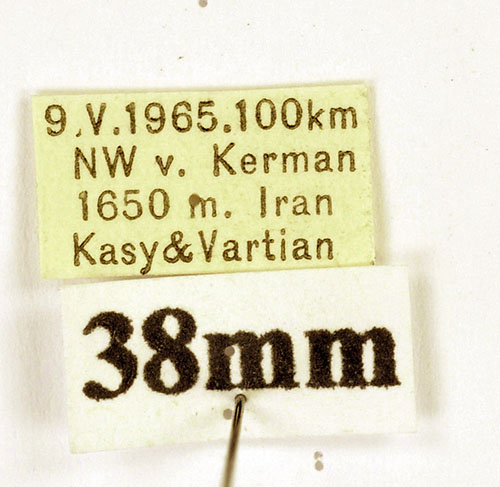 9.V.1965.100km
NW v. Kerman
1650 m. Iran
Kasy&Vartian
38mm